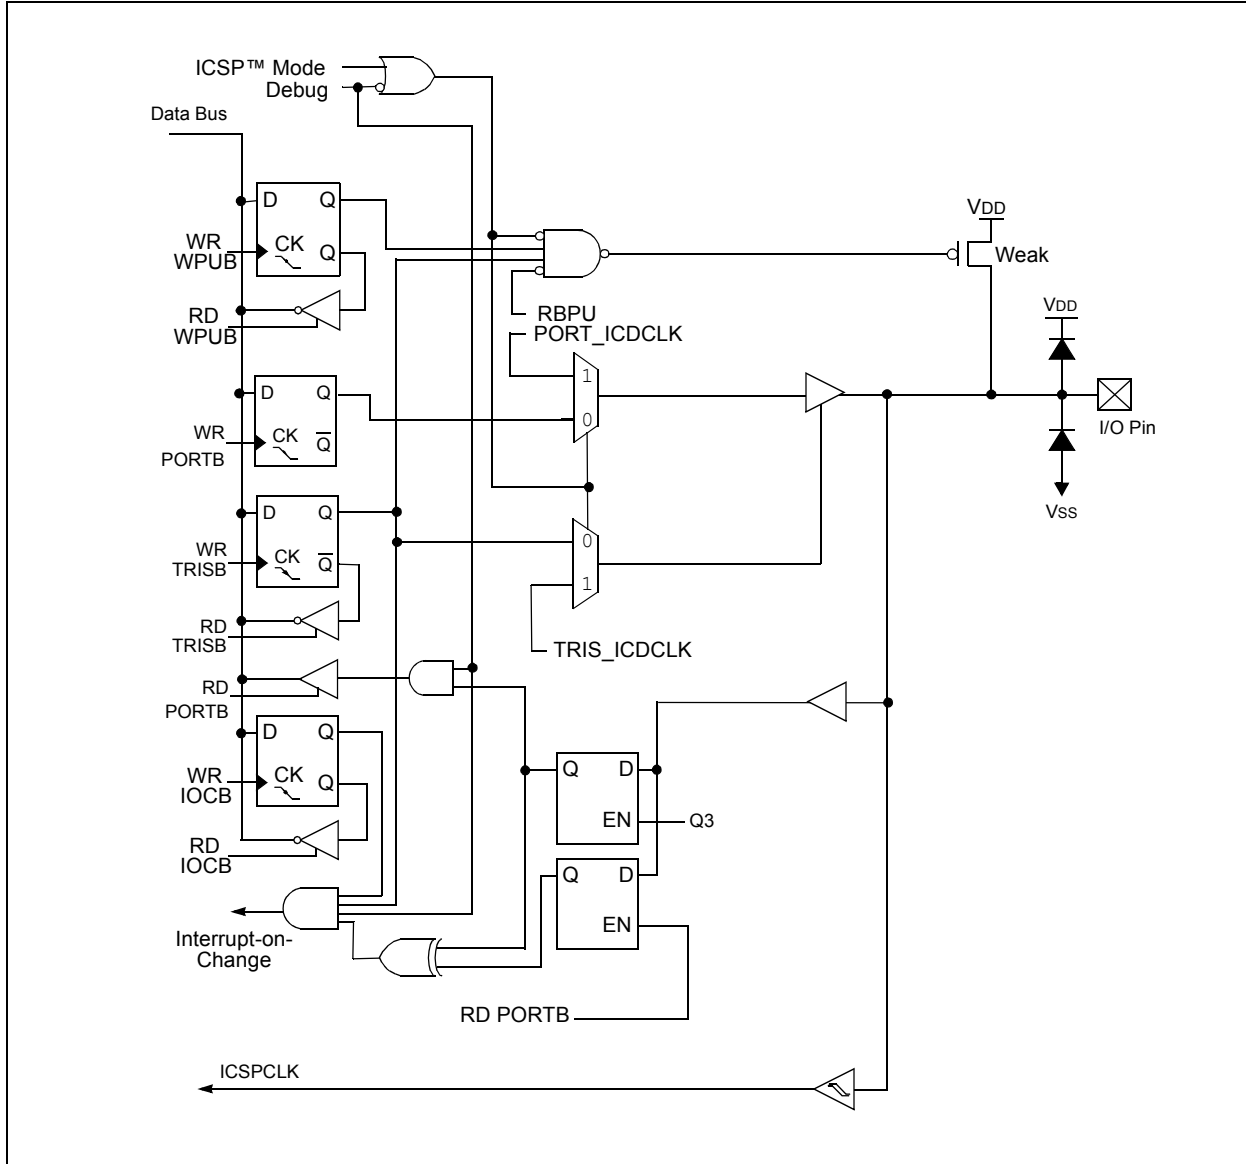 ICSP™ Mode
Debug
Data Bus
D Q
CK
Q
WR
WPUB
RD
WPUB
VDD
Weak
RBPU
PORT_ICDCLK
1
0
VDD
I/O Pin
VSS
D Q
CK
Q̅
WR
PORTB
D Q
CK
Q̅
WR
TRISB
0
1
RD
TRISB
TRIS_ICDCLK
RD
PORTB
D Q
CK
Q
WR
IOCB
RD
IOCB
Q D
EN
Q3
Q D
EN
Interrupt-on-
Change
RD PORTB
ICSPCLK